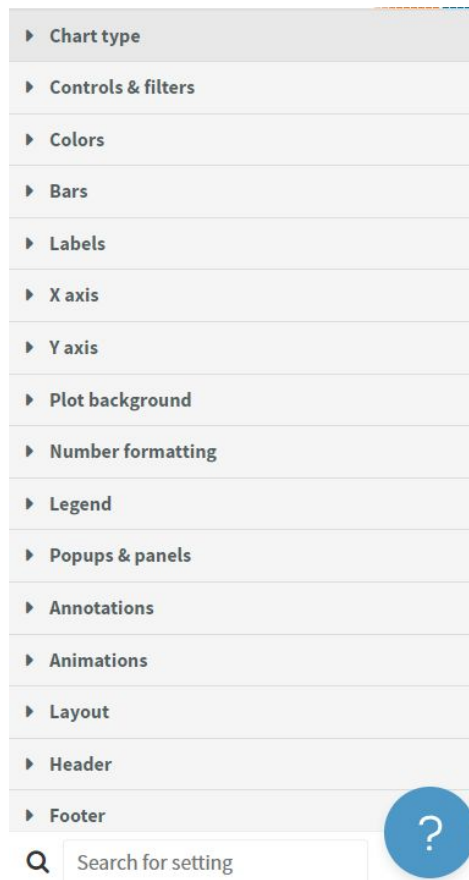 Chart type
Controls & filters
Colors
Bars
Labels
X axis
Y axis
Plot background
Number formatting
Legend
Popups & panels
Annotations
Animations
Layout
Header
Footer
?
Search for setting